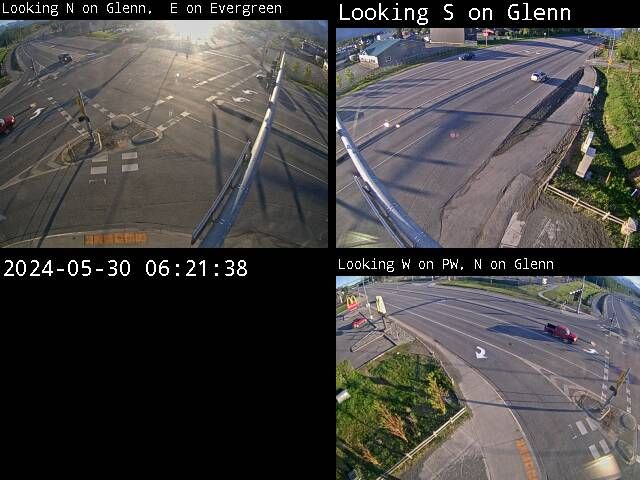 Looking N on Glenn, E on Evergreen
Looking S on Glenn
2024-05-30 06:21:38
Looking W on PW, N on Glenn